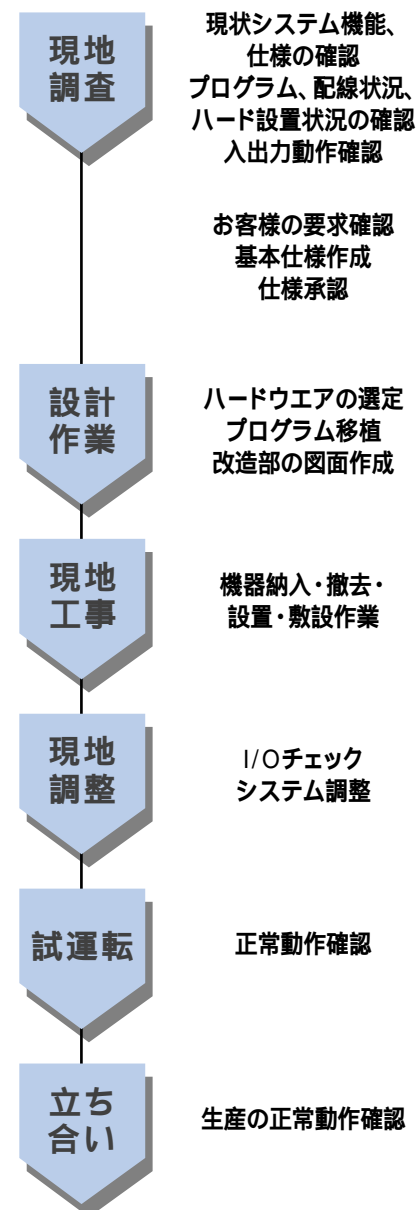 現地
調査
現状システム機能、
仕様の確認
プログラム、配線状況、
ハード設置状況の確認
入出力動作確認
お客様の要求確認
基本仕様作成
仕様承認
設計
作業
ハードウエアの選定
プログラム移植
改造部の図面作成
現地
工事
機器納入・撤去・
設置・敷設作業
現地
調整
I/Oチェック
システム調整
試運転
正常動作確認
立ち
合い
生産の正常動作確認